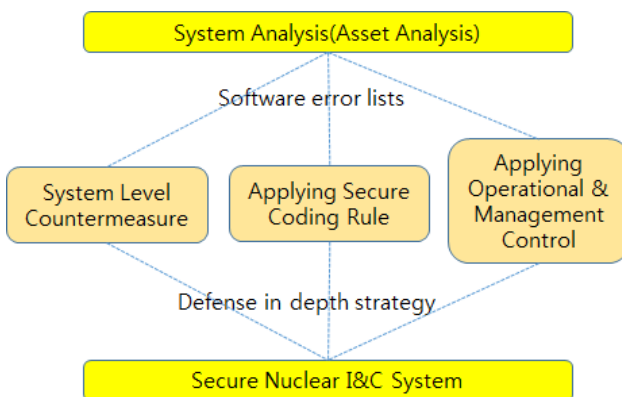 System Analysis(Asset Analysis)
Software error lists
System Level
Countermeasure
Applying Secure
Coding Rule
Applying
Operational &
Management
Control
Defense in depth strategy
Secure Nuclear I&C System